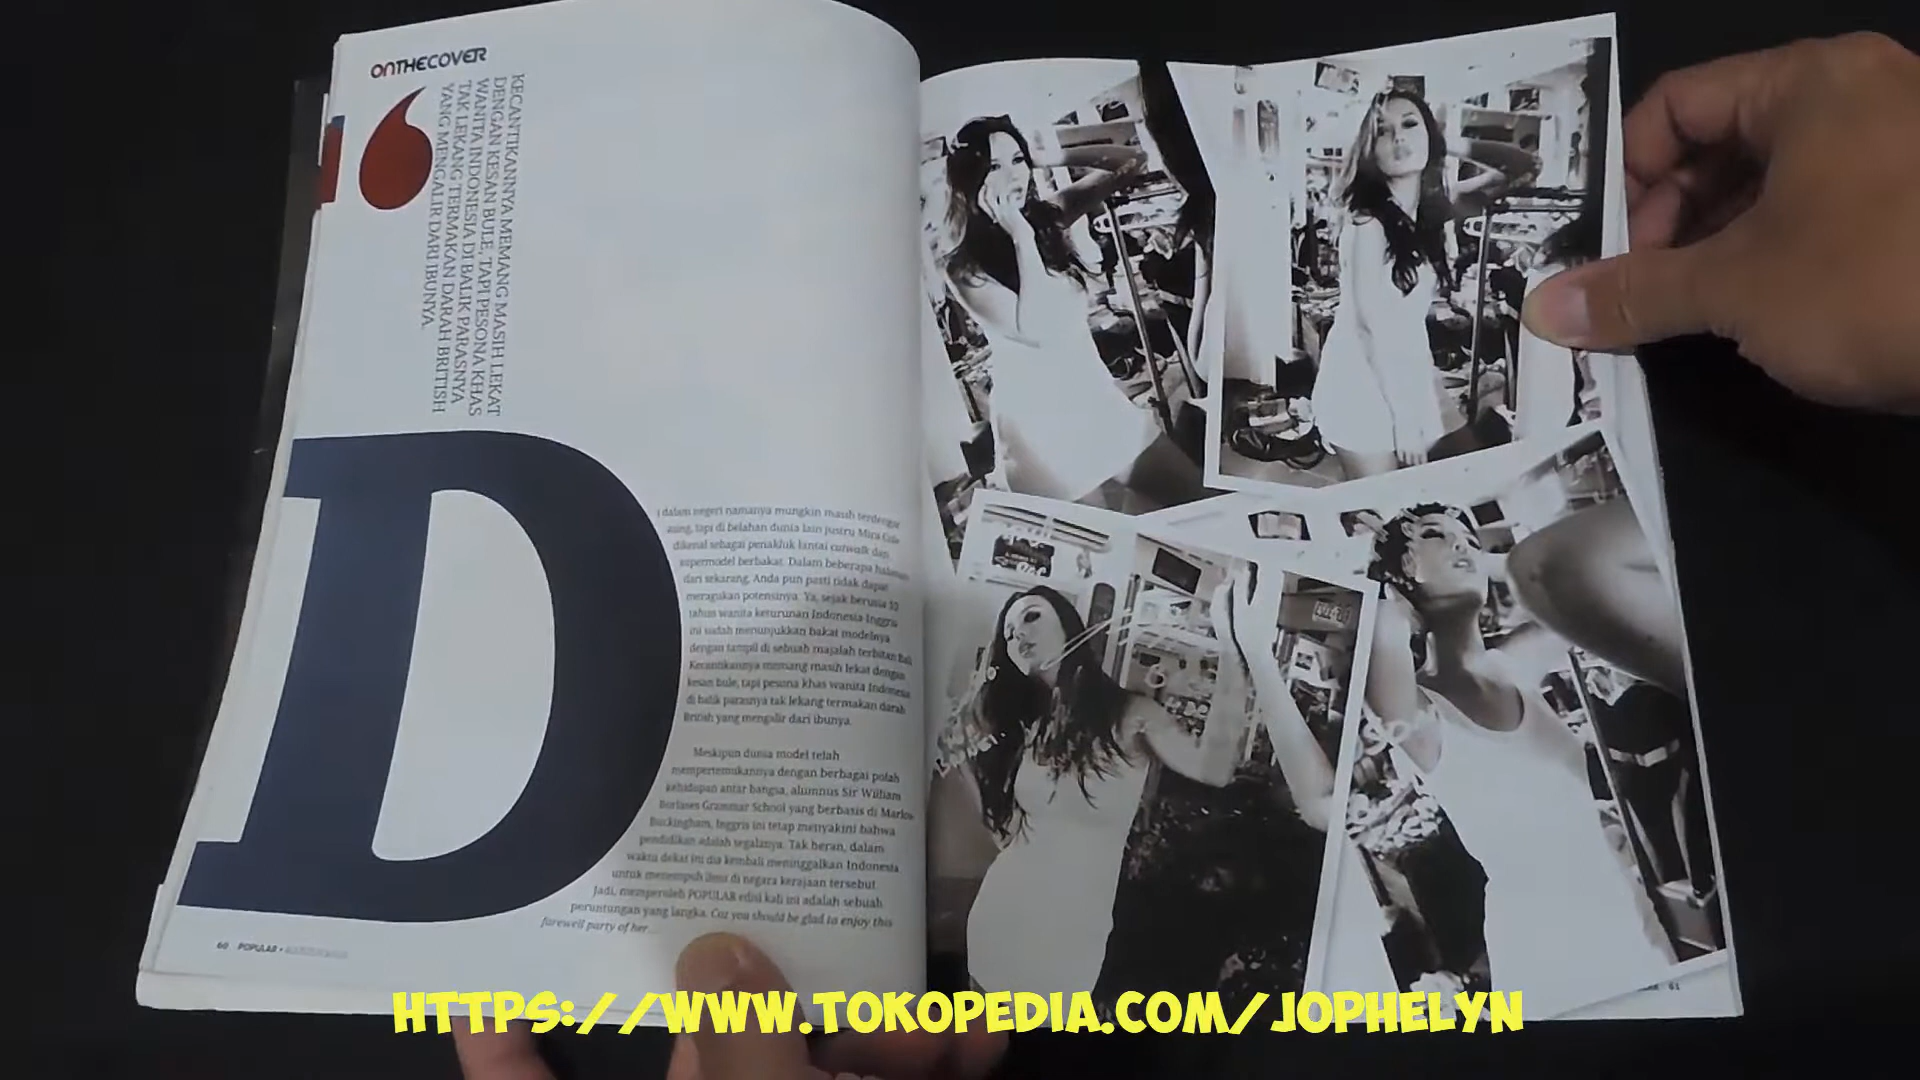 ONTHECOVER
KECANTIKANNYA MEMANG MASIH LEKAT
DENGAN KESAN BULE, TAPI PESONA KHAS
WANITA INDONESIA DI BALIK PARASNYA
TAK LEKANG TERMAKAN DARAH BRITISH
YANG MENGALIR DARI IBUNYA.
D
i dalam negeri namanya mungkin masih terdengar
asing, tapi di belahan dunia lain justru Mira
dikenal sebagai penakluk lantai catwalk dan
supermodel berbakat. Dalam beberapa halaman
dari sekarang, Anda pun pasti tidak dapat
meragukan potensinya. Ya, sejak berusia 10
tahun wanita keturunan Indonesia-Inggris
ini sudah menunjukkan bakat modelnya
dengan tampil di sebuah majalah terbitan Bali.
Kecantikannya memang masih lekat dengan
kesan bule, tapi pesona khas wanita Indonesia
di balik parasnya tak lekang termakan darah
British yang mengalir dari ibunya.
Meskipun dunia model telah
mempertemukannya dengan berbagai polah
kehidupan antar bangsa, alumnus Sir William
Borlases Grammar School yang berbasis di Marlow
Buckingham, Inggris ini tetap menyakini bahwa
pendidikan adalah segalanya. Tak heran, dalam
waktu dekat ini dia kembali meninggalkan Indonesia
untuk menempuh ilmu di negara kerajaan tersebut.
Jadi, memperoleh POPULAR edisi kali ini adalah sebuah
peruntungan yang langka. Coz you should be glad to enjoy this
farewell party of her...
60 POPULAR •
61
HTTPS://WWW.TOKOPEDIA.COM/JOPHELYN